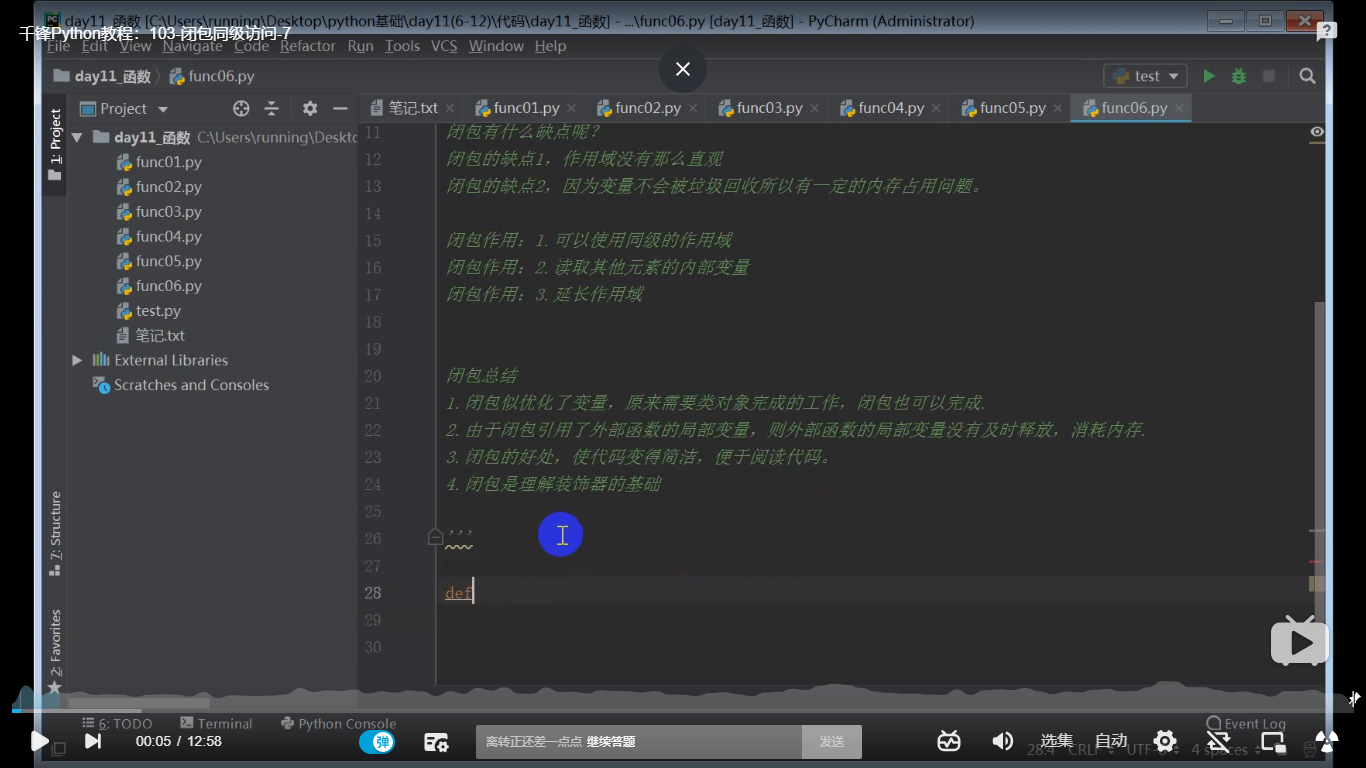 day11_函数 [C:\Users\running\Desktop\python基础\day11(6-12)\代码\day11_函数] - ...\func06.py [day11_函数] - PyCharm (Administrator)
千锋Python教程：103-闭包同级访问-7
File Edit View Navigate Code Refactor Run Tools VCS Window Help
day11_函数 func06.py test
Project
笔记.txt func01.py func02.py func03.py func04.py func05.py func06.py
1: Project
day11_函数 C:\Users\running\Deskto
func01.py
func02.py
func03.py
func04.py
func05.py
func06.py
test.py
笔记.txt
External Libraries
Scratches and Consoles
7: Structure
2: Favorites
11 闭包有什么缺点呢？
12 闭包的缺点1，作用域没有那么直观
13 闭包的缺点2，因为变量不会被垃圾回收所以有一定的内存占用问题。
14
15 闭包作用：1.可以使用同级的作用域
16 闭包作用：2.读取其他元素的内部变量
17 闭包作用：3.延长作用域
18
19
20 闭包总结
21 1.闭包似优化了变量，原来需要类对象完成的工作，闭包也可以完成.
22 2.由于闭包引用了外部函数的局部变量，则外部函数的局部变量没有及时释放，消耗内存.
23 3.闭包的好处，使代码变得简洁，便于阅读代码。
24 4.闭包是理解装饰器的基础
25
26 '''
27
28 def
29
30
6: TODO Terminal Python Console Event Log
00:05 / 12:58 弹 离转正还差一点点 继续答题 发送 选集 自动
28:4 CRLF UTF-8 4 spaces